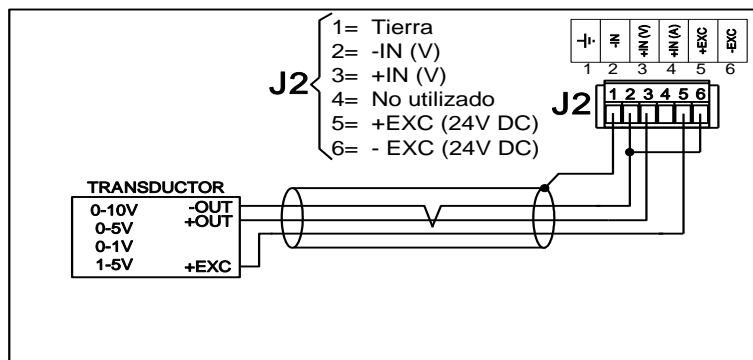 J2
1= Tierra
2= -IN (V)
3= +IN (V)
4= No utilizado
5= +EXC (24V DC)
6= - EXC (24V DC)
-IN
+IN (V)
+IN (A)
+EXC
-EXC
1 2 3 4 5 6
J2
1 2 3 4 5 6
TRANSDUCTOR
0-10V -OUT
0-5V +OUT
0-1V
1-5V +EXC